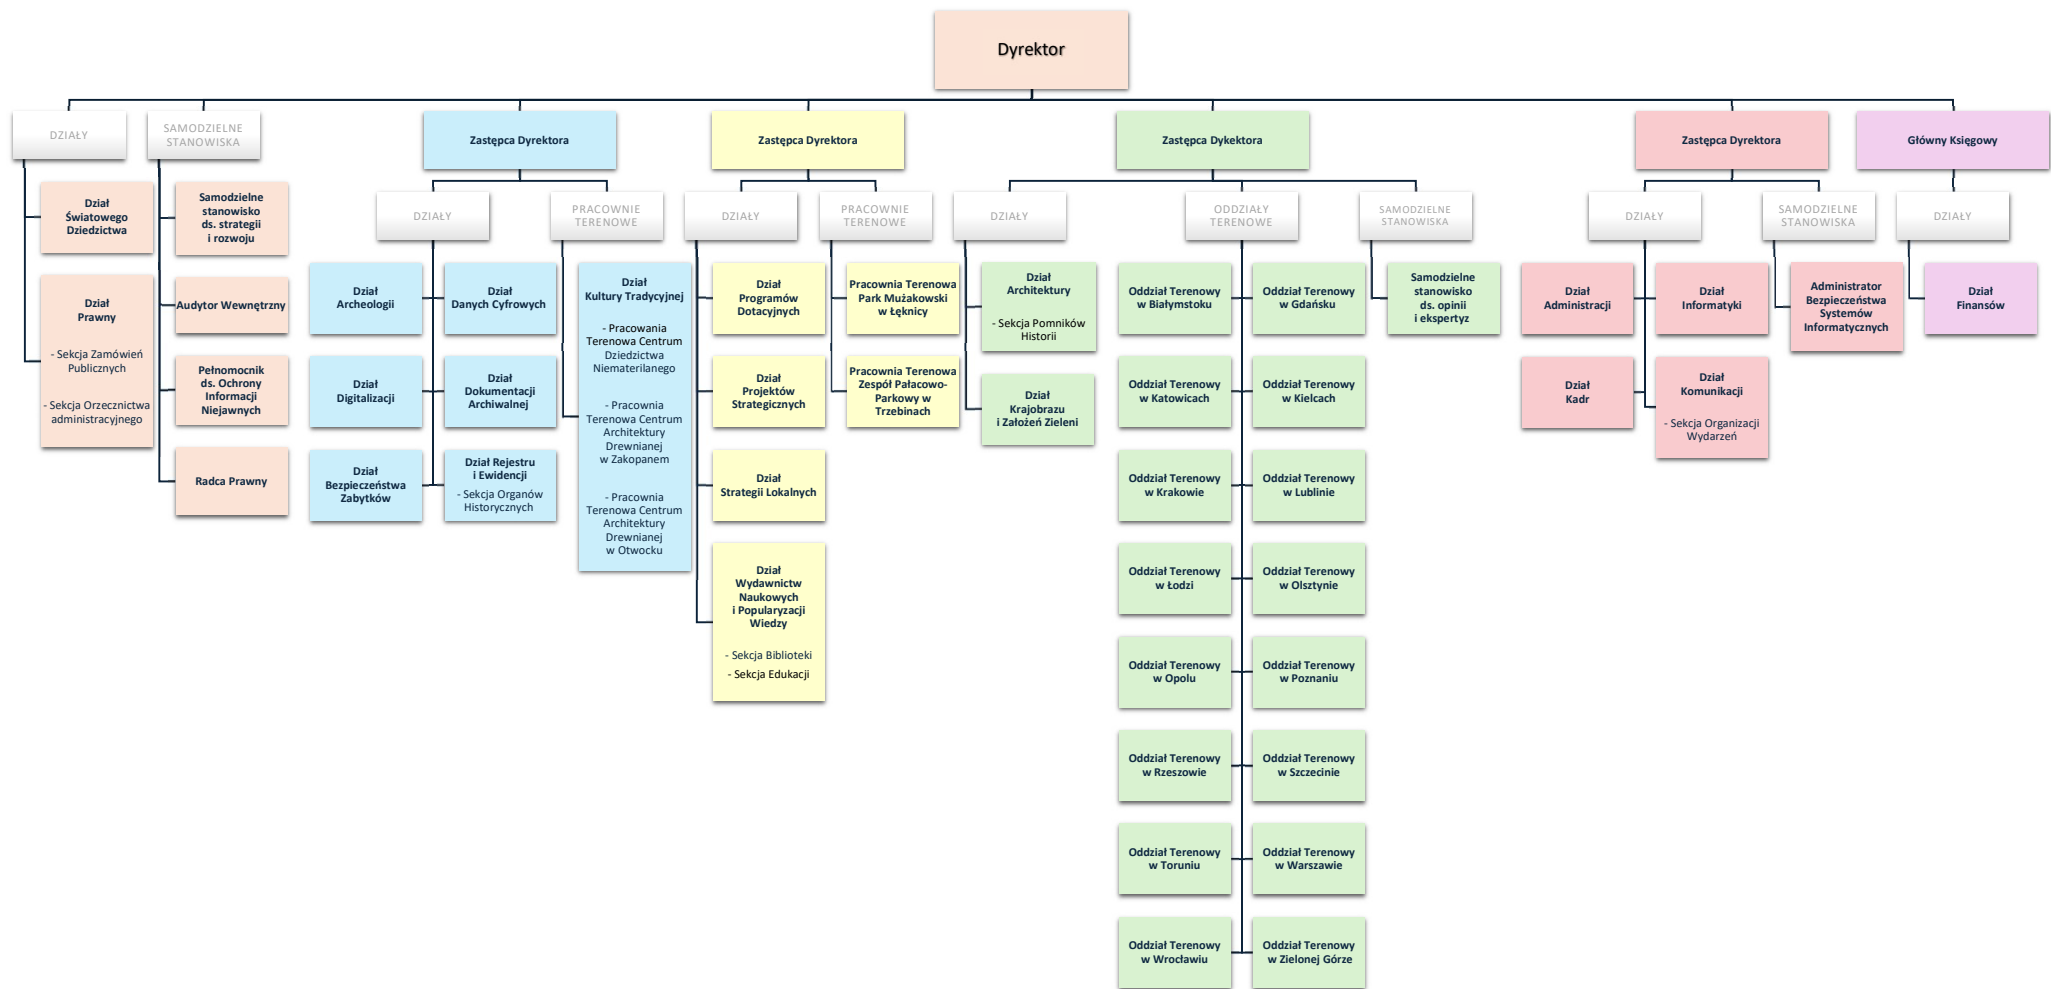 Dyrektor
DZIAŁY
SAMODZIELNE
STANOWISKA
Zastępca Dyrektora
Zastępca Dyrektora
Zastępca Dykektora
Zastępca Dyrektora
Główny Księgowy
Dział
Światowego
Dziedzictwa
Dział
Prawny
- Sekcja Zamówień
Publicznych
- Sekcja Orzecznictwa
administracyjnego
Samodzielne
stanowisko
ds. strategii
i rozwoju
Audytor Wewnętrzny
Pełnomocnik
ds. Ochrony
Informacji
Niejawnych
Radca Prawny
DZIAŁY
PRACOWNIE
TERENOWE
Dział
Archeologii
Dział
Danych Cyfrowych
Dział
Digitalizacji
Dział
Dokumentacji
Archiwalnej
Dział
Bezpieczeństwa
Zabytków
Dział Rejestru
i Ewidencji
- Sekcja Organów
Historycznych
Dział
Kultury Tradycyjnej
- Pracowania
Terenowa Centrum
Dziedzictwa
Niematerilanego
- Pracownia
Terenowa Centrum
Architektury
Drewnianej
w Zakopanem
- Pracownia
Terenowa Centrum
Architektury
Drewnianej
w Otwocku
DZIAŁY
PRACOWNIE
TERENOWE
Dział
Programów
Dotacyjnych
Dział
Projektów
Strategicznych
Dział
Strategii Lokalnych
Dział
Wydawnictw
Naukowych
i Popularyzacji
Wiedzy
- Sekcja Biblioteki
- Sekcja Edukacji
Pracownia Terenowa
Park Mużakowski
w Łęknicy
Pracownia Terenowa
Zespół Pałacowo-
Parkowy w
Trzebinach
DZIAŁY
ODDZIAŁY
TERENOWE
SAMODZIELNE
STANOWISKA
Dział
Architektury
- Sekcja Pomników
Historii
Dział
Krajobrazu
i Założeń Zieleni
Oddział Terenowy
w Białymstoku
Oddział Terenowy
w Gdańsku
Oddział Terenowy
w Katowicach
Oddział Terenowy
w Kielcach
Oddział Terenowy
w Krakowie
Oddział Terenowy
w Lublinie
Oddział Terenowy
w Łodzi
Oddział Terenowy
w Olsztynie
Oddział Terenowy
w Opolu
Oddział Terenowy
w Poznaniu
Oddział Terenowy
w Rzeszowie
Oddział Terenowy
w Szczecinie
Oddział Terenowy
w Toruniu
Oddział Terenowy
w Warszawie
Oddział Terenowy
w Wrocławiu
Oddział Terenowy
w Zielonej Górze
Samodzielne
stanowisko
ds. opinii
i ekspertyz
DZIAŁY
SAMODZIELNE
STANOWISKA
Dział
Administracji
Dział
Informatyki
Dział
Kadr
Dział
Komunikacji
- Sekcja Organizacji
Wydarzeń
Administrator
Bezpieczeństwa
Systemów
Informatycznych
DZIAŁY
Dział
Finansów